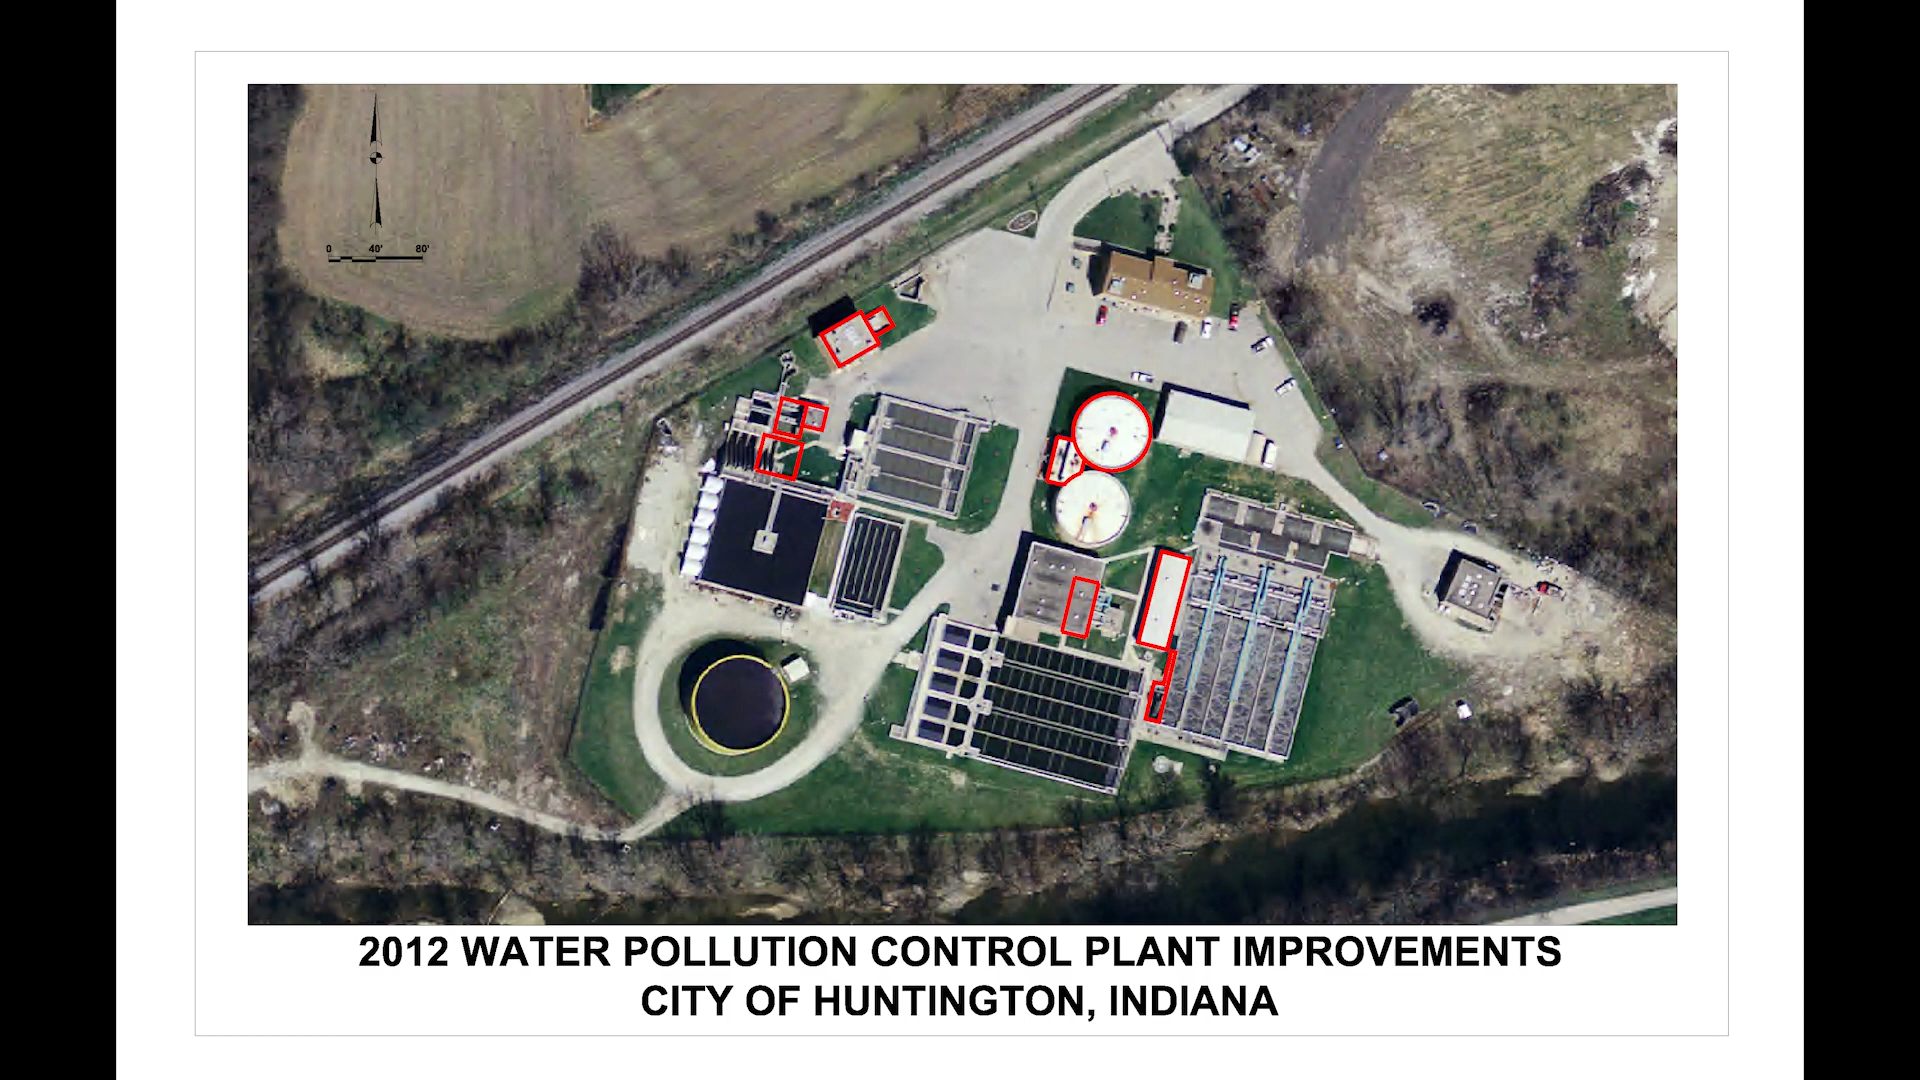 0 40' 80'
2012 WATER POLLUTION CONTROL PLANT IMPROVEMENTS
CITY OF HUNTINGTON, INDIANA